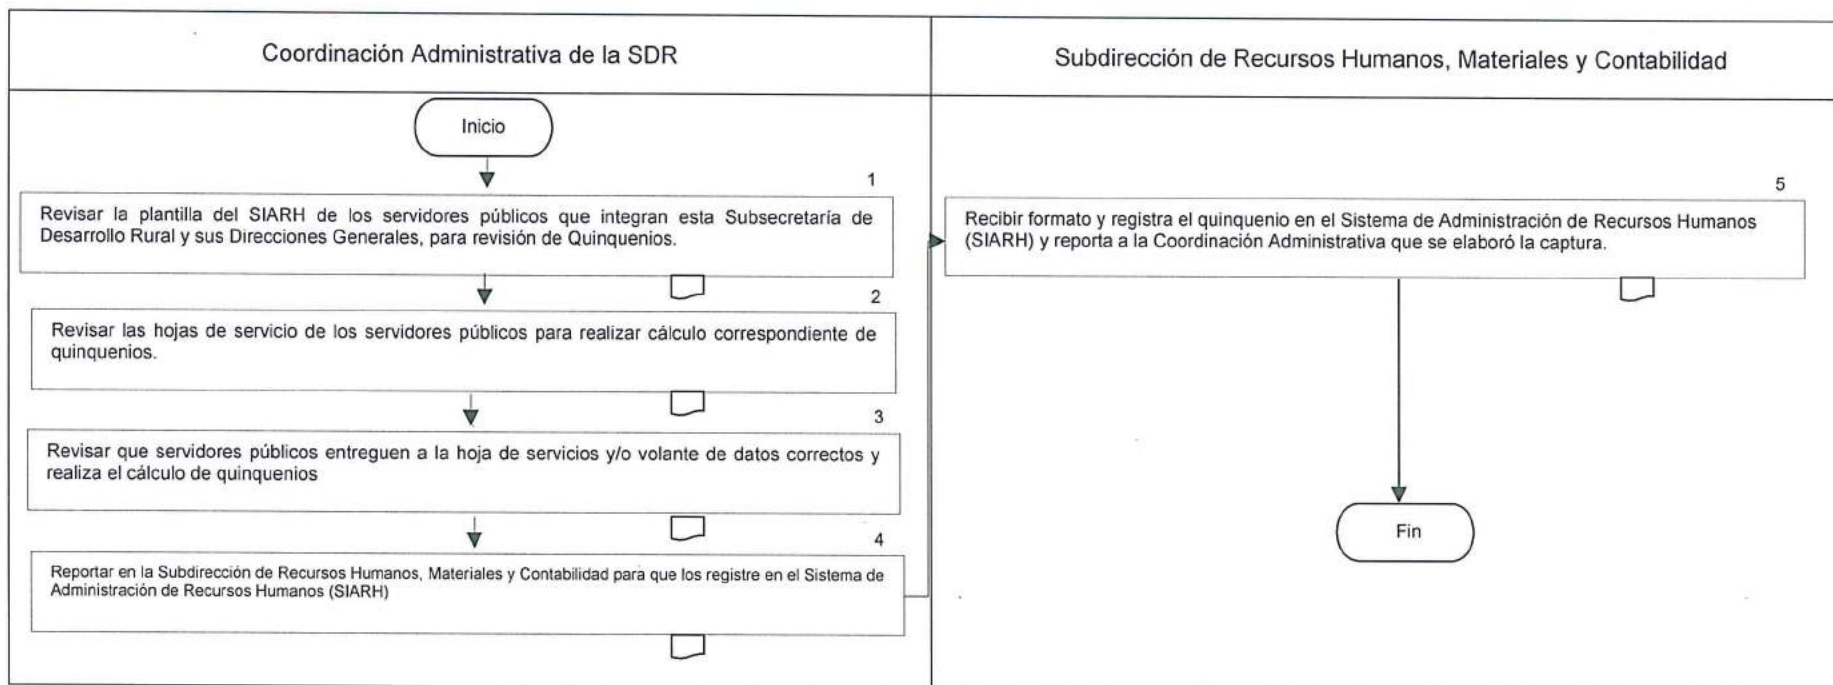 Coordinación Administrativa de la SDR
Subdirección de Recursos Humanos, Materiales y Contabilidad
Inicio
1
Revisar la plantilla del SIARH de los servidores públicos que integran esta Subsecretaría de
Desarrollo Rural y sus Direcciones Generales, para revisión de Quinquenios.
2
Revisar las hojas de servicio de los servidores públicos para realizar cálculo correspondiente de
quinquenios.
3
Revisar que servidores públicos entreguen a la hoja de servicios y/o volante de datos correctos y
realiza el cálculo de quinquenios
4
Reportar en la Subdirección de Recursos Humanos, Materiales y Contabilidad para que los registre en el Sistema de
Administración de Recursos Humanos (SIARH)
5
Recibir formato y registra el quinquenio en el Sistema de Administración de Recursos Humanos
(SIARH) y reporta a la Coordinación Administrativa que se elaboró la captura.
Fin